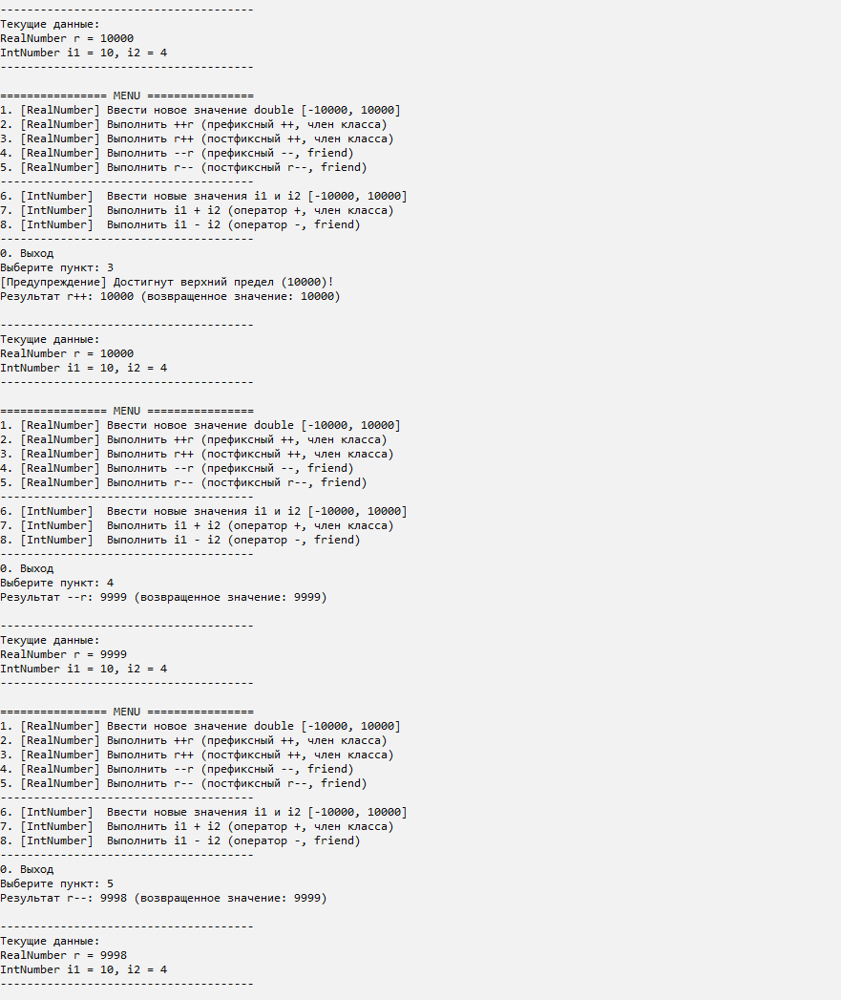 --------------------------------------
Текущие данные:
RealNumber r = 10000
IntNumber i1 = 10, i2 = 4
--------------------------------------
================ MENU ================
1. [RealNumber] Ввести новое значение double [-10000, 10000]
2. [RealNumber] Выполнить ++r (префиксный ++, член класса)
3. [RealNumber] Выполнить r++ (постфиксный ++, член класса)
4. [RealNumber] Выполнить --r (префиксный --, friend)
5. [RealNumber] Выполнить r-- (постфиксный r--, friend)
--------------------------------------
6. [IntNumber]  Ввести новые значения i1 и i2 [-10000, 10000]
7. [IntNumber]  Выполнить i1 + i2 (оператор +, член класса)
8. [IntNumber]  Выполнить i1 - i2 (оператор -, friend)
--------------------------------------
0. Выход
Выберите пункт: 3
[Предупреждение] Достигнут верхний предел (10000)!
Результат r++: 10000 (возвращенное значение: 10000)
--------------------------------------
Текущие данные:
RealNumber r = 10000
IntNumber i1 = 10, i2 = 4
--------------------------------------
================ MENU ================
1. [RealNumber] Ввести новое значение double [-10000, 10000]
2. [RealNumber] Выполнить ++r (префиксный ++, член класса)
3. [RealNumber] Выполнить r++ (постфиксный ++, член класса)
4. [RealNumber] Выполнить --r (префиксный --, friend)
5. [RealNumber] Выполнить r-- (постфиксный r--, friend)
--------------------------------------
6. [IntNumber]  Ввести новые значения i1 и i2 [-10000, 10000]
7. [IntNumber]  Выполнить i1 + i2 (оператор +, член класса)
8. [IntNumber]  Выполнить i1 - i2 (оператор -, friend)
--------------------------------------
0. Выход
Выберите пункт: 4
Результат --r: 9999 (возвращенное значение: 9999)
--------------------------------------
Текущие данные:
RealNumber r = 9999
IntNumber i1 = 10, i2 = 4
--------------------------------------
================ MENU ================
1. [RealNumber] Ввести новое значение double [-10000, 10000]
2. [RealNumber] Выполнить ++r (префиксный ++, член класса)
3. [RealNumber] Выполнить r++ (постфиксный ++, член класса)
4. [RealNumber] Выполнить --r (префиксный --, friend)
5. [RealNumber] Выполнить r-- (постфиксный r--, friend)
--------------------------------------
6. [IntNumber]  Ввести новые значения i1 и i2 [-10000, 10000]
7. [IntNumber]  Выполнить i1 + i2 (оператор +, член класса)
8. [IntNumber]  Выполнить i1 - i2 (оператор -, friend)
--------------------------------------
0. Выход
Выберите пункт: 5
Результат r--: 9998 (возвращенное значение: 9999)
--------------------------------------
Текущие данные:
RealNumber r = 9998
IntNumber i1 = 10, i2 = 4
--------------------------------------